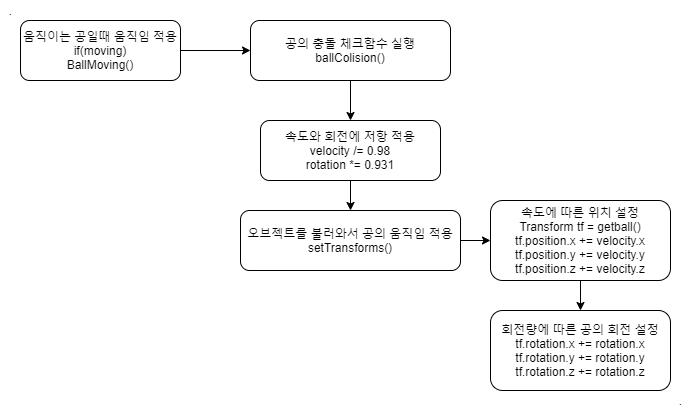 움직이는 공일때 움직임 적용
if(moving)
BallMoving()
공의 충돌 체크함수 실행
ballColision()
속도와 회전에 저항 적용
velocity /= 0.98
rotation *= 0.931
오브젝트를 불러와서 공의 움직임 적용
setTransforms()
속도에 따른 위치 설정
Transform tf = getball()
tf.position.x += velocity.x
tf.position.y += velocity.y
tf.position.z += velocity.z
회전량에 따른 공의 회전 설정
tf.rotation.x += rotation.x
tf.rotation.y += rotation.y
tf.rotation.z += rotation.z